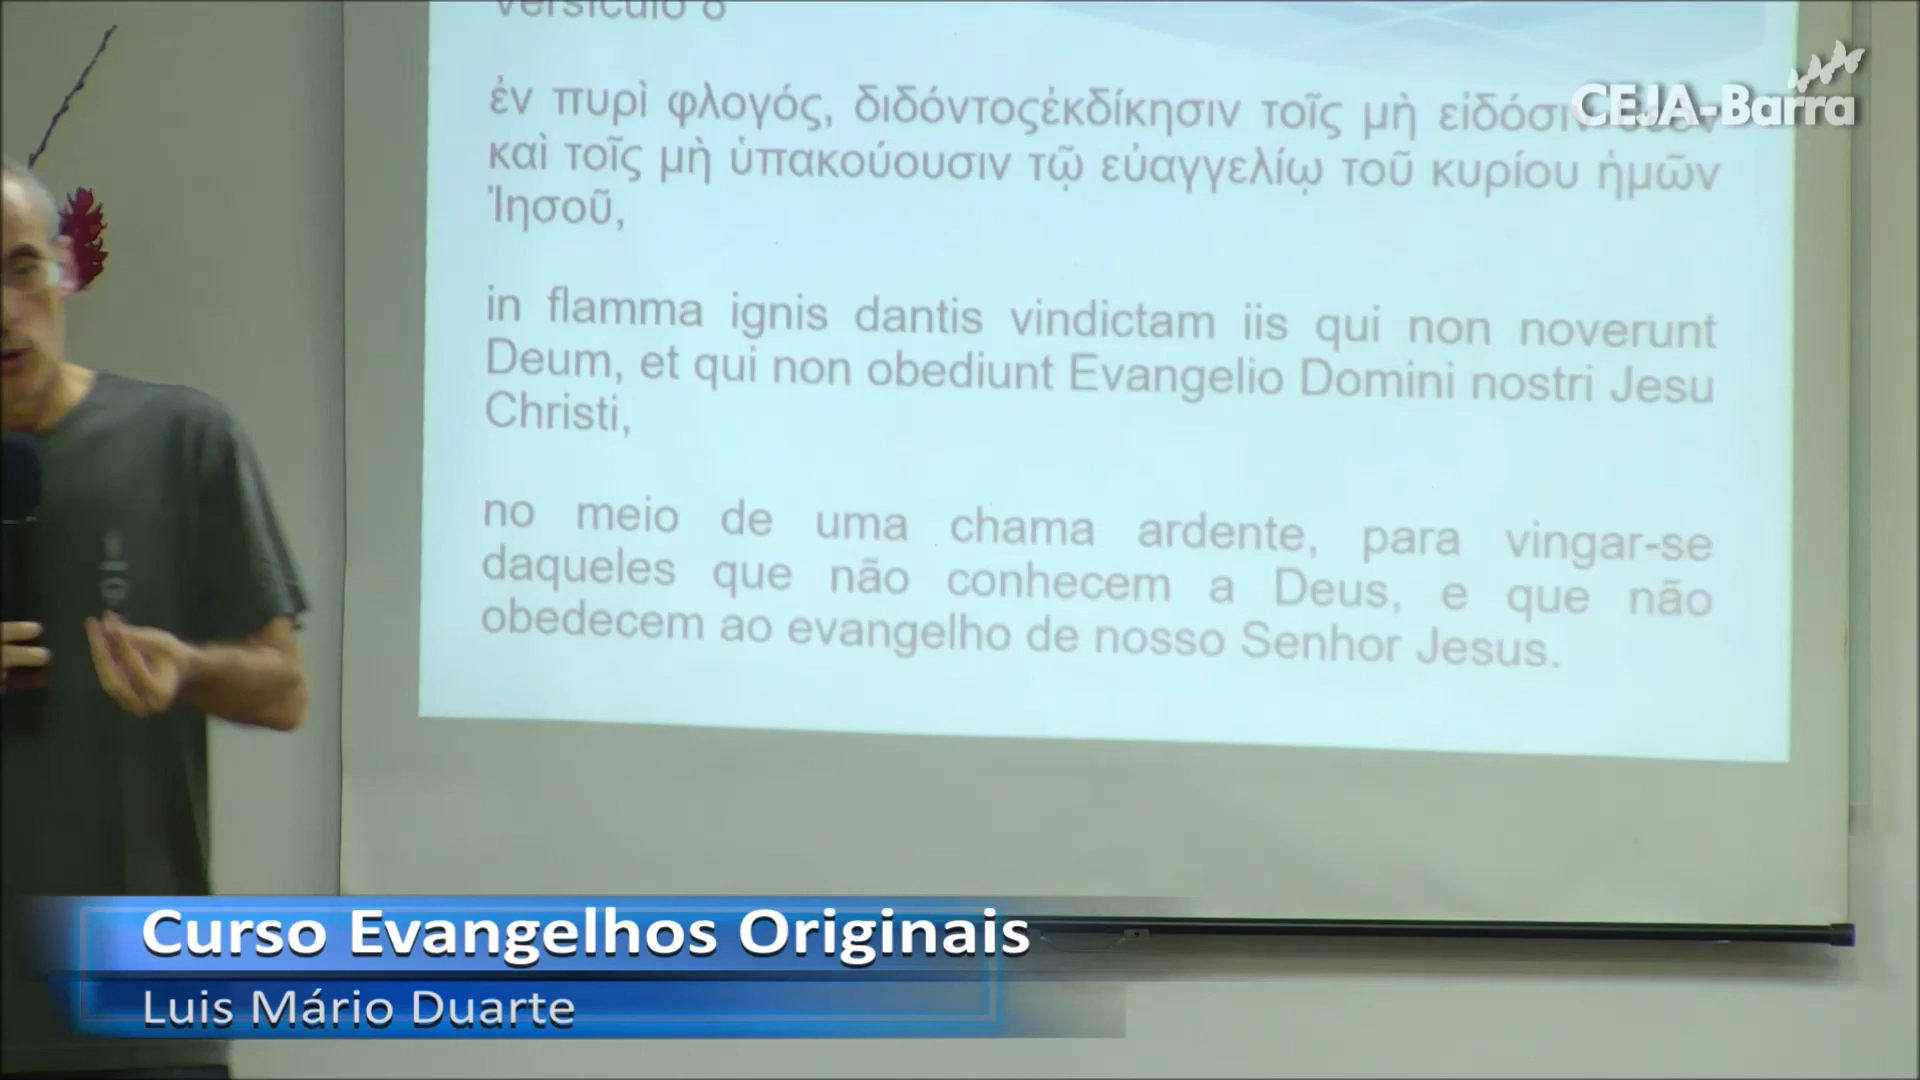 versículo 8
CEJA-Barra
ἐν πυρὶ φλογός, διδόντοςἐκδίκησιν τοῖς μὴ εἰδόσιν
καὶ τοῖς μὴ ὑπακούουσιν τῷ εὐαγγελίῳ τοῦ κυρίου ἡμῶν
Ἰησοῦ,
in flamma ignis dantis vindictam iis qui non noverunt
Deum, et qui non obediunt Evangelio Domini nostri Jesu
Christi,
no meio de uma chama ardente, para vingar-se
daqueles que não conhecem a Deus, e que não
obedecem ao evangelho de nosso Senhor Jesus.
Curso Evangelhos Originais
Luis Mário Duarte